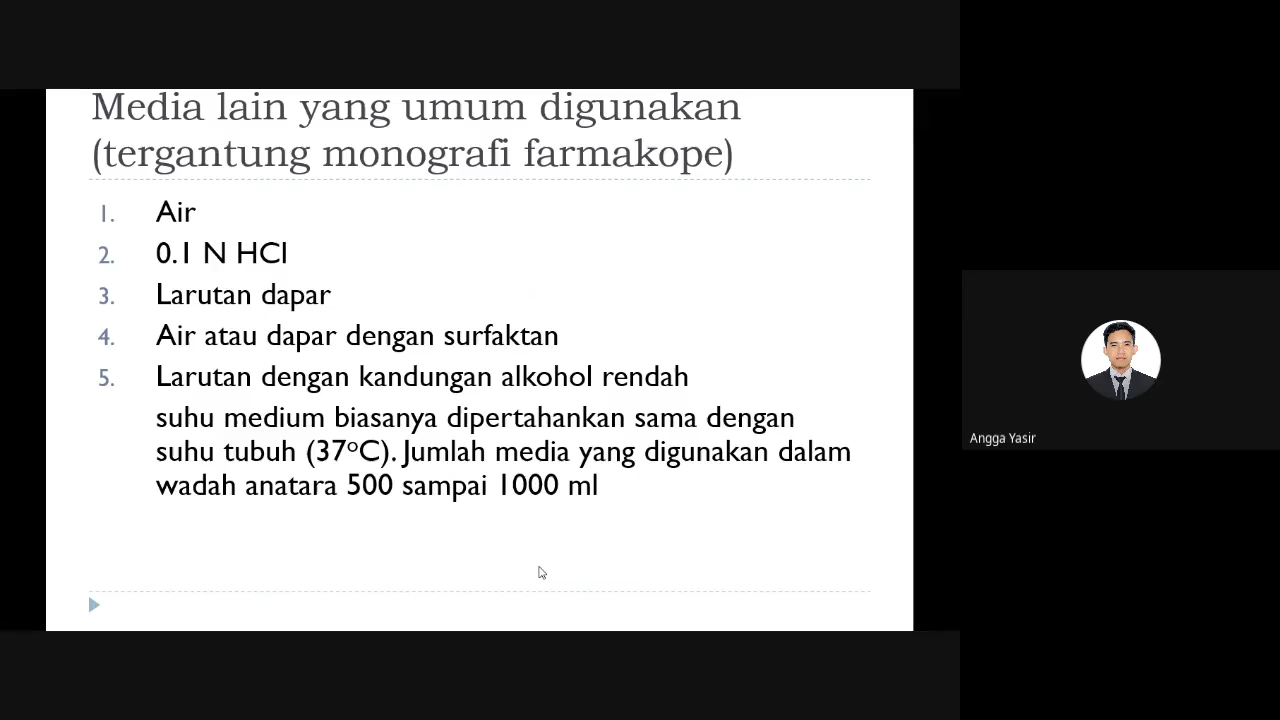 Media lain yang umum digunakan
(tergantung monografi farmakope)
1. Air
2. 0.1 N HCl
3. Larutan dapar
4. Air atau dapar dengan surfaktan
5. Larutan dengan kandungan alkohol rendah
suhu medium biasanya dipertahankan sama dengan
suhu tubuh (37°C). Jumlah media yang digunakan dalam
wadah anatara 500 sampai 1000 ml
Angga Yasir